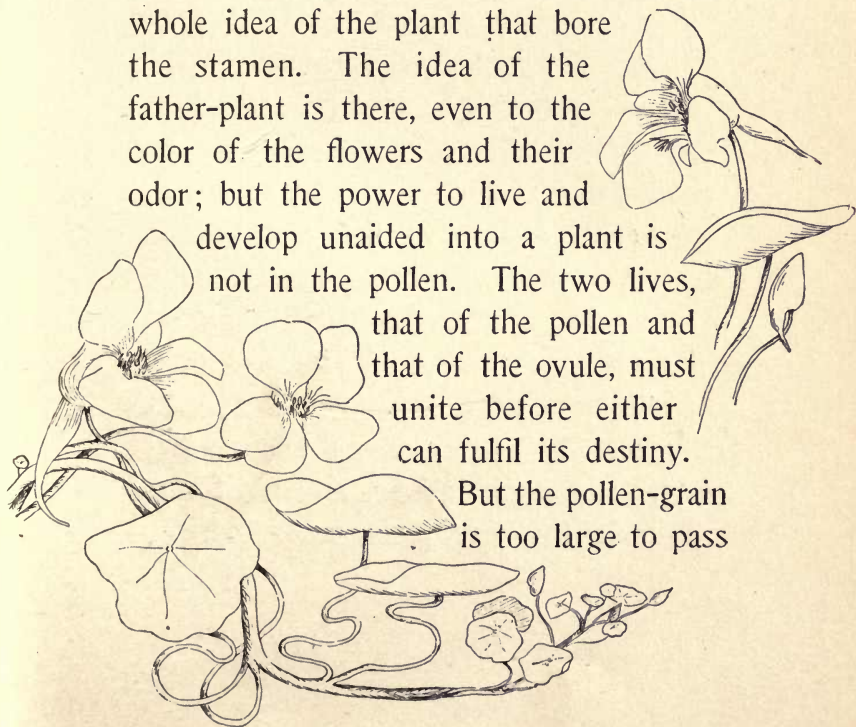 whole idea of the plant that bore
the stamen. The idea of the
father-plant is there, even to the
color of the flowers and their
odor; but the power to live and
develop unaided into a plant is
not in the pollen. The two lives,
that of the pollen and
that of the ovule, must
unite before either
can fulfil its destiny.
But the pollen-grain
is too large to pass